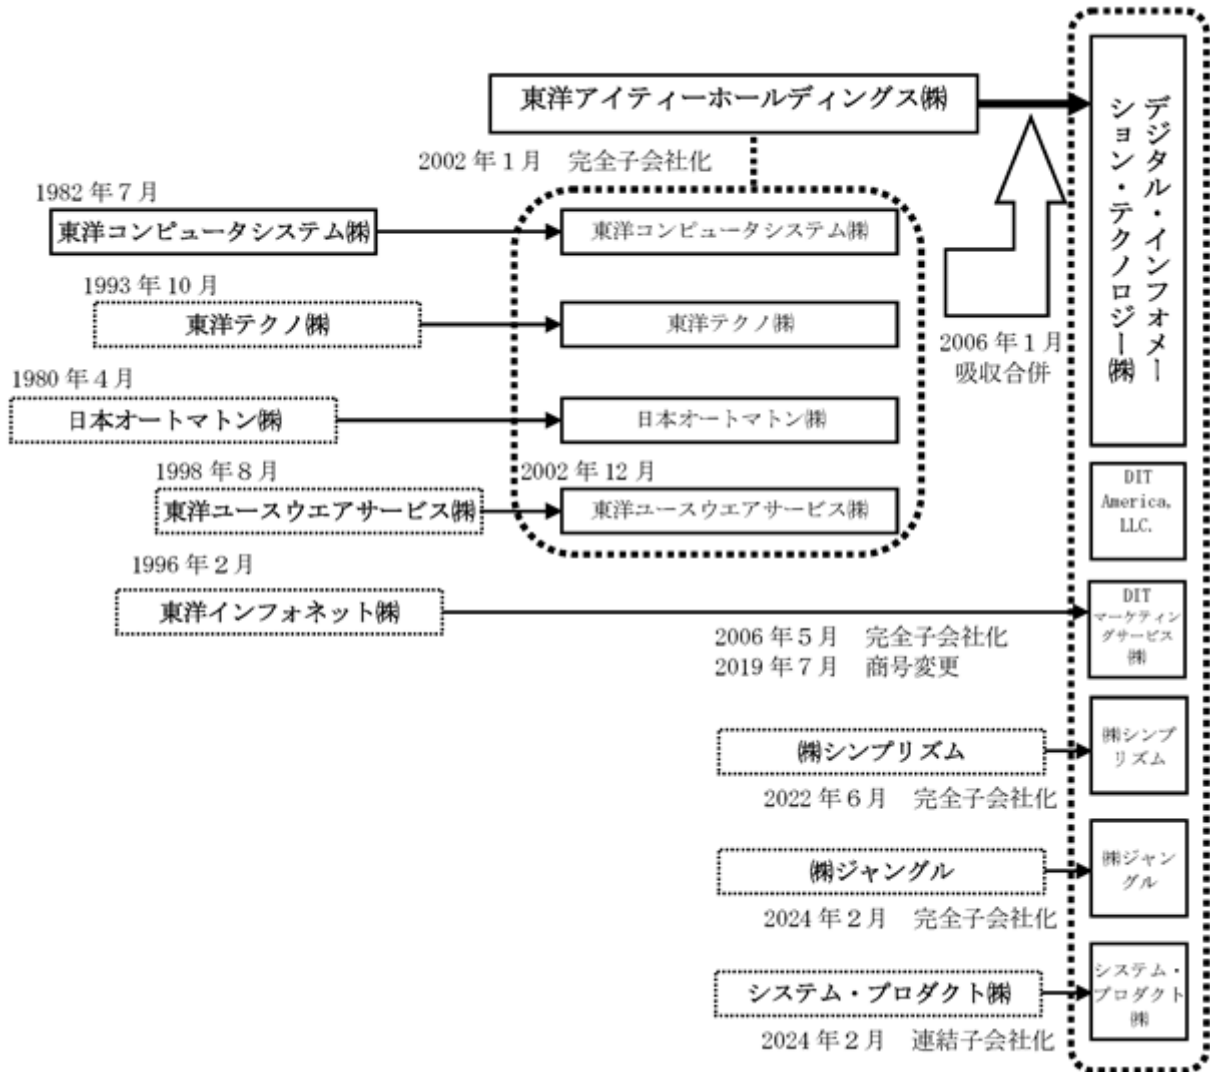 東洋アイティーホールディングス㈱
2002年1月　完全子会社化
1982年7月
東洋コンピュータシステム㈱
東洋コンピュータシステム㈱
1993年10月
東洋テクノ㈱
東洋テクノ㈱
1980年4月
日本オートマトン㈱
日本オートマトン㈱
1998年8月
2002年12月
東洋ユースウエアサービス㈱
東洋ユースウエアサービス㈱
2006年1月
吸収合併
デジタル・インフォメー
ション・テクノロジー㈱
DIT
America,
LLC.
1996年2月
東洋インフォネット㈱
2006年5月　完全子会社化
2019年7月　商号変更
DIT
マーケティン
グサービス
㈱
㈱シンプリズム
2022年6月　完全子会社化
㈱シンプ
リズム
㈱ジャングル
2024年2月　完全子会社化
㈱ジャン
グル
システム・プロダクト㈱
2024年2月　連結子会社化
システム・
プロダクト
㈱